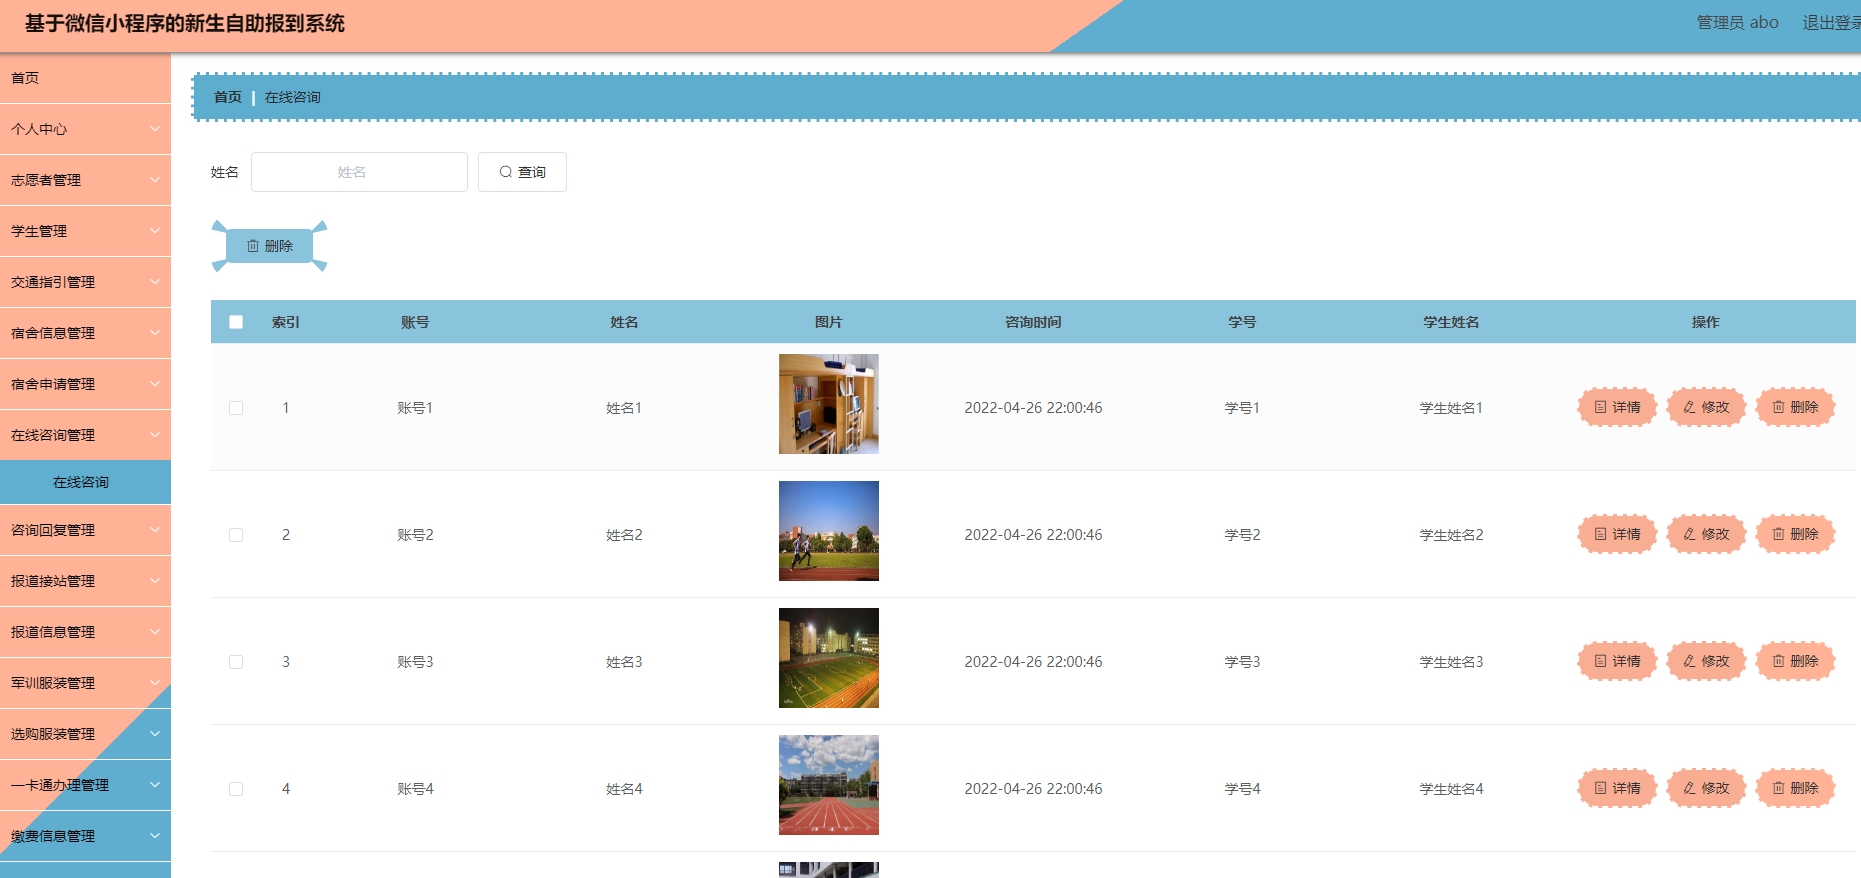 基于微信小程序的新生自助报到系统
管理员 abo 退出登录
首页
个人中心
志愿者管理
学生管理
交通指引管理
宿舍信息管理
宿舍申请管理
在线咨询管理
在线咨询
咨询回复管理
报道接站管理
报道信息管理
军训服装管理
选购服装管理
一卡通办理管理
缴费信息管理
首页 | 在线咨询
姓名 姓名 查询
删除
索引 账号 姓名 图片 咨询时间 学号 学生姓名 操作
1 账号1 姓名1 2022-04-26 22:00:46 学号1 学生姓名1 详情 修改 删除
2 账号2 姓名2 2022-04-26 22:00:46 学号2 学生姓名2 详情 修改 删除
3 账号3 姓名3 2022-04-26 22:00:46 学号3 学生姓名3 详情 修改 删除
4 账号4 姓名4 2022-04-26 22:00:46 学号4 学生姓名4 详情 修改 删除